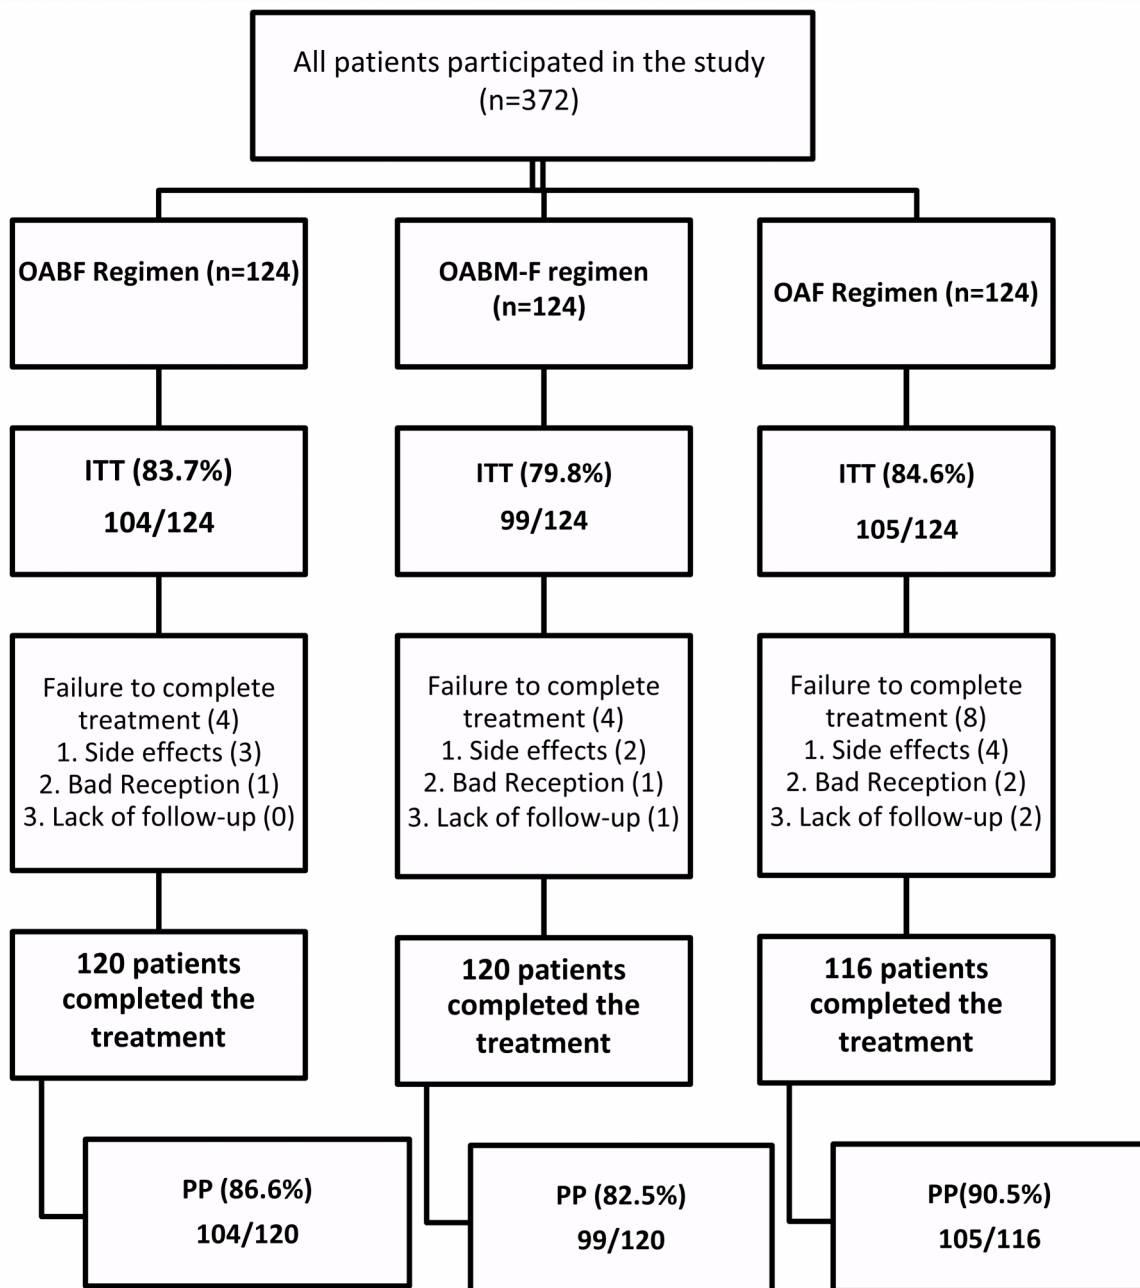 All patients participated in the study
(n=372)
OABF Regimen (n=124)
OABM-F regimen
(n=124)
OAF Regimen (n=124)
ITT (83.7%)
104/124
ITT (79.8%)
99/124
ITT (84.6%)
105/124
Failure to complete
treatment (4)
1. Side effects (3)
2. Bad Reception (1)
3. Lack of follow-up (0)
Failure to complete
treatment (4)
1. Side effects (2)
2. Bad Reception (1)
3. Lack of follow-up (1)
Failure to complete
treatment (8)
1. Side effects (4)
2. Bad Reception (2)
3. Lack of follow-up (2)
120 patients
completed the
treatment
120 patients
completed the
treatment
116 patients
completed the
treatment
PP (86.6%)
104/120
PP (82.5%)
99/120
PP(90.5%)
105/116